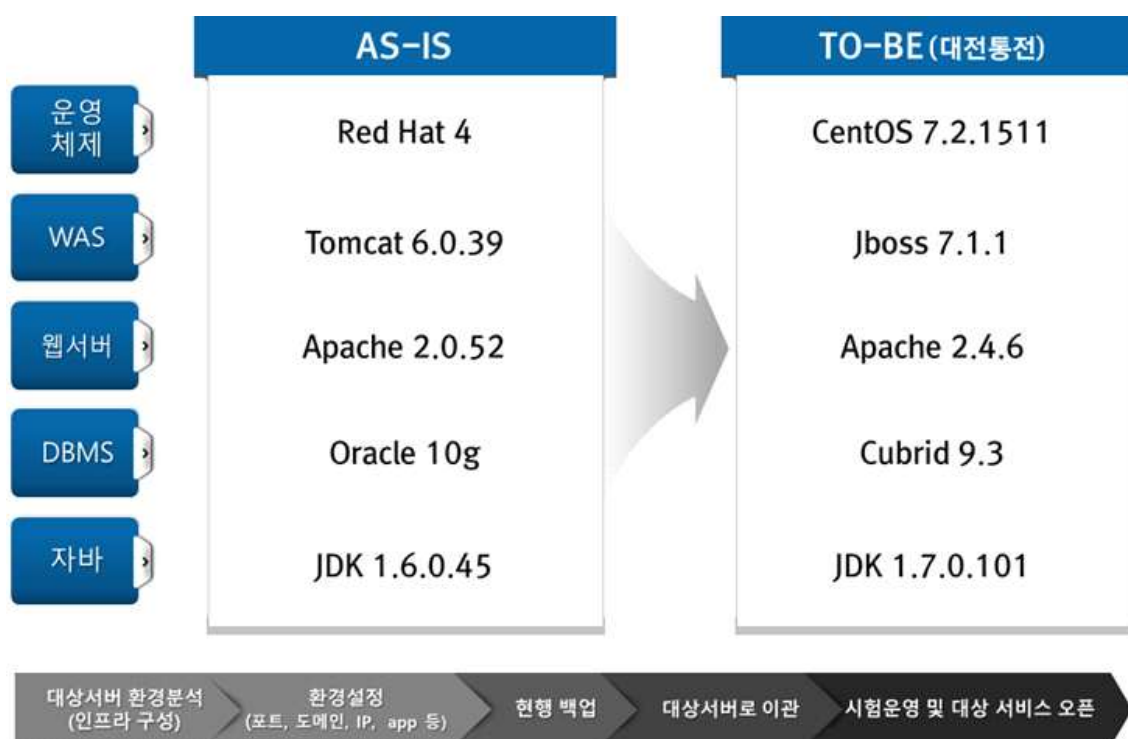 AS-IS
TO-BE (대전통전)
운영
체제
Red Hat 4
CentOS 7.2.1511
WAS
Tomcat 6.0.39
Jboss 7.1.1
웹서버
Apache 2.0.52
Apache 2.4.6
DBMS
Oracle 10g
Cubrid 9.3
자바
JDK 1.6.0.45
JDK 1.7.0.101
대상서버 환경분석
(인프라 구성)
환경설정
(포트, 도메인, IP, app 등)
현행 백업
대상서버로 이관
시험운영 및 대상 서비스 오픈